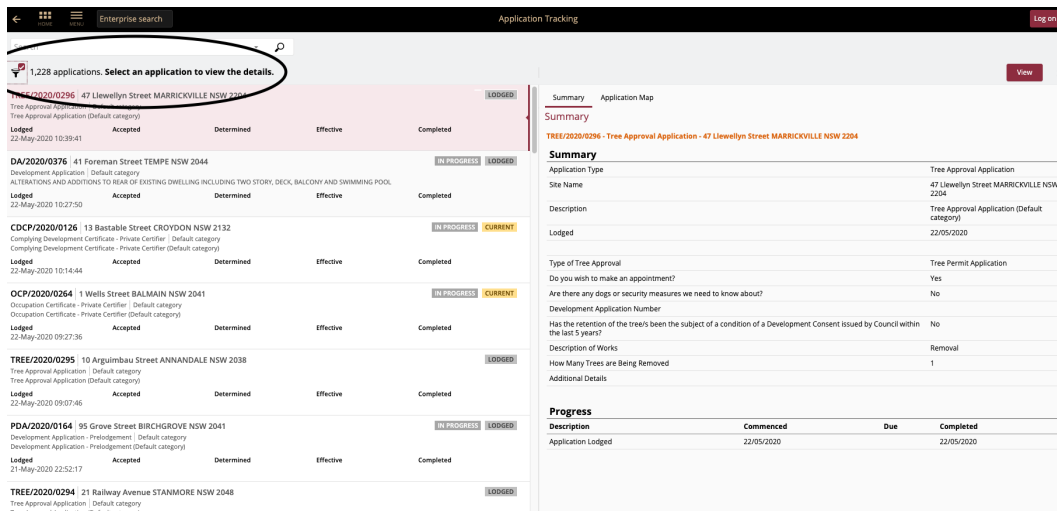 HOME
MENU
Enterprise search
Application Tracking
Log on
Search
1,228 applications. Select an application to view the details.
View
TREE/2020/0296 47 Llewellyn Street MARRICKVILLE NSW 2204
LODGED
Tree Approval Application Default category
Tree Approval Application (Default category)
Lodged Accepted Determined Effective Completed
22-May-2020 10:39:41
DA/2020/0376 41 Foreman Street TEMPE NSW 2044
IN PROGRESS LODGED
Development Application Default category
ALTERATIONS AND ADDITIONS TO REAR OF EXISTING DWELLING INCLUDING TWO STORY, DECK, BALCONY AND SWIMMING POOL
Lodged Accepted Determined Effective Completed
22-May-2020 10:27:50
CDCP/2020/0126 13 Bastable Street CROYDON NSW 2132
IN PROGRESS CURRENT
Complying Development Certificate - Private Certifier Default category
Complying Development Certificate - Private Certifier (Default category)
Lodged Accepted Determined Effective Completed
22-May-2020 10:14:44
OCP/2020/0264 1 Wells Street BALMAIN NSW 2041
IN PROGRESS CURRENT
Occupation Certificate - Private Certifier Default category
Occupation Certificate - Private Certifier (Default category)
Lodged Accepted Determined Effective Completed
22-May-2020 09:27:36
TREE/2020/0295 10 Arguimbau Street ANNANDALE NSW 2038
LODGED
Tree Approval Application Default category
Tree Approval Application (Default category)
Lodged Accepted Determined Effective Completed
22-May-2020 09:07:46
PDA/2020/0164 95 Grove Street BIRCHGROVE NSW 2041
IN PROGRESS LODGED
Development Application - Prelodgement Default category
Development Application - Prelodgement (Default category)
Lodged Accepted Determined Effective Completed
21-May-2020 22:52:17
TREE/2020/0294 21 Railway Avenue STANMORE NSW 2048
LODGED
Tree Approval Application Default category
Summary Application Map
Summary
TREE/2020/0296 - Tree Approval Application - 47 Llewellyn Street MARRICKVILLE NSW 2204
Summary
Application Type Tree Approval Application
Site Name 47 Llewellyn Street MARRICKVILLE NSW
2204
Description Tree Approval Application (Default
category)
Lodged 22/05/2020
Type of Tree Approval Tree Permit Application
Do you wish to make an appointment? Yes
Are there any dogs or security measures we need to know about? No
Development Application Number
Has the retention of the tree/s been the subject of a condition of a Development Consent issued by Council within No
the last 5 years?
Description of Works Removal
How Many Trees are Being Removed 1
Additional Details
Progress
Description Commenced Due Completed
Application Lodged 22/05/2020 22/05/2020